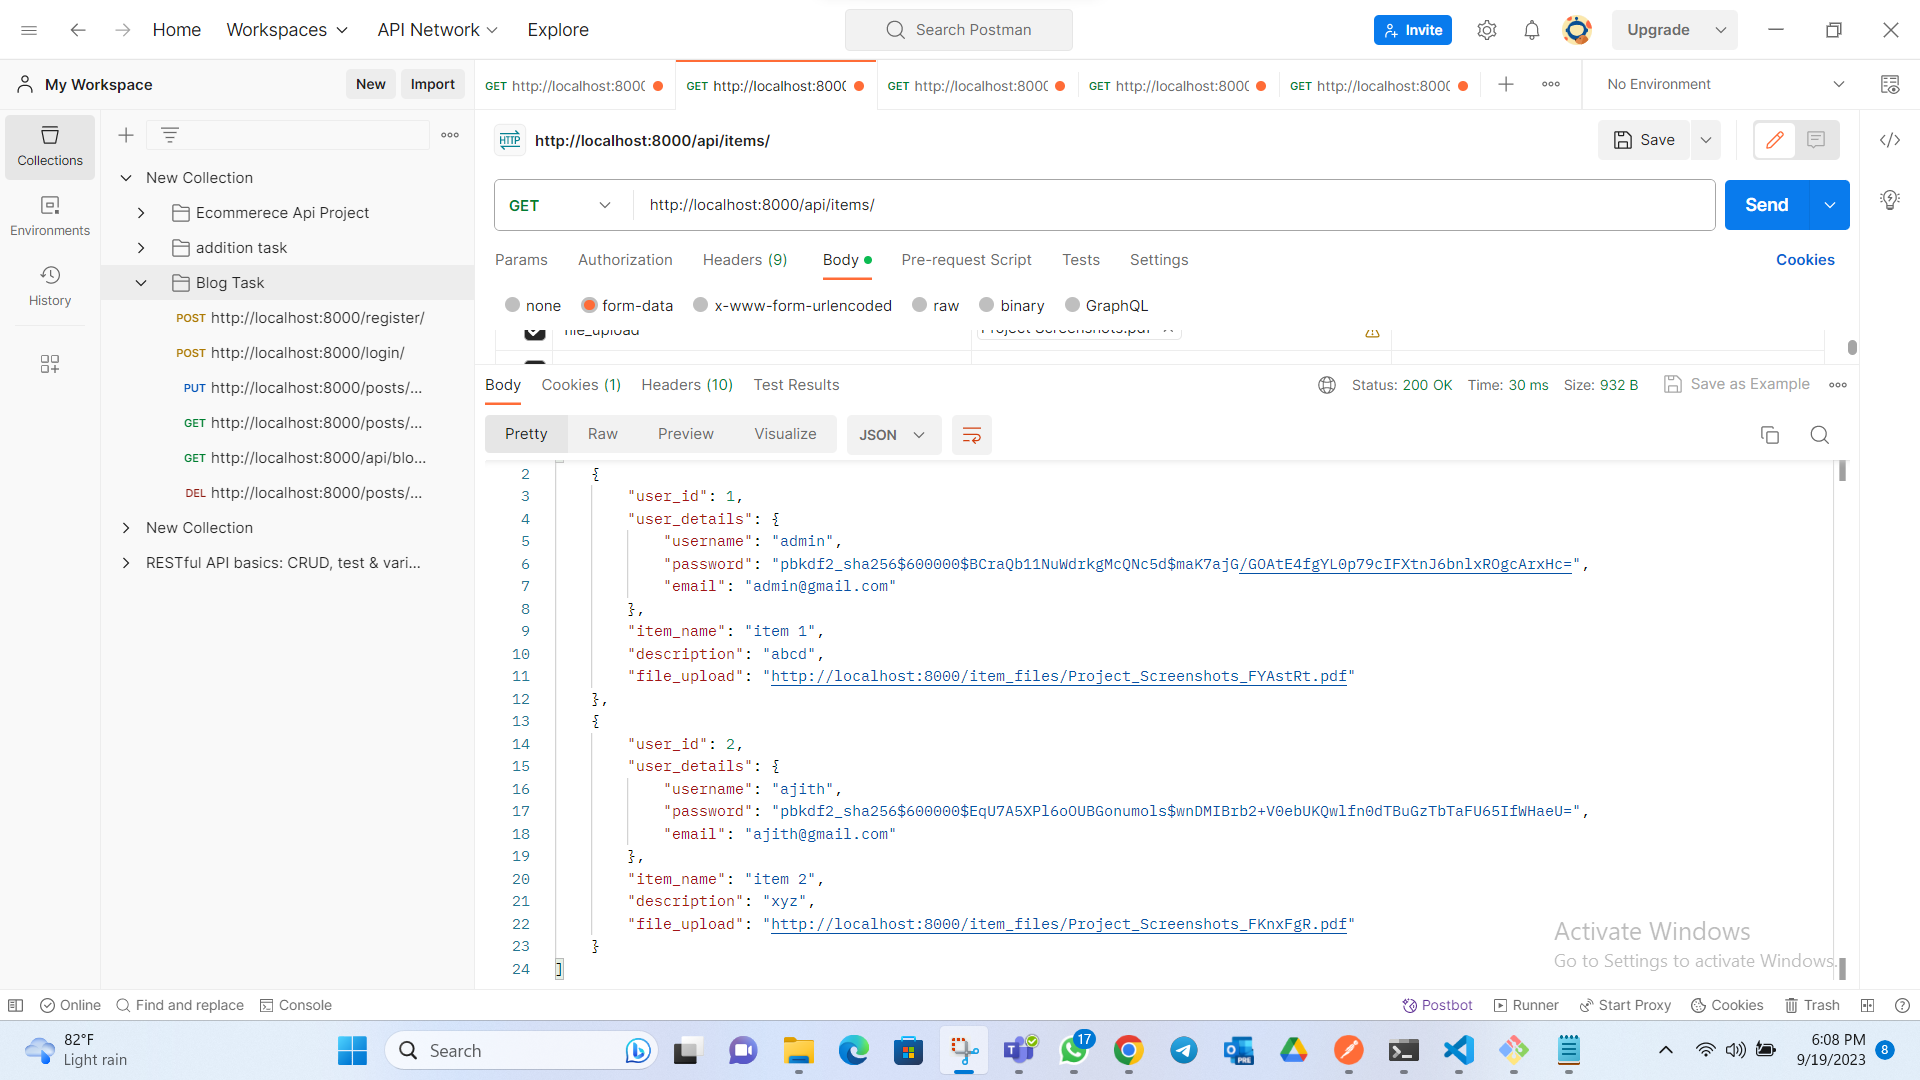 Home
Workspaces
API Network
Explore
Search Postman
Invite
Upgrade
My Workspace
New
Import
GET http://localhost:8000
GET http://localhost:8000
GET http://localhost:8000
GET http://localhost:8000
GET http://localhost:8000
No Environment
Collections
Environments
History
New Collection
Ecommerece Api Project
addition task
Blog Task
POST http://localhost:8000/register/
POST http://localhost:8000/login/
PUT http://localhost:8000/posts/...
GET http://localhost:8000/posts/...
GET http://localhost:8000/api/blo...
DEL http://localhost:8000/posts/...
New Collection
RESTful API basics: CRUD, test & vari...
HTTP http://localhost:8000/api/items/
Save
GET http://localhost:8000/api/items/
Send
Params Authorization Headers (9) Body Pre-request Script Tests Settings
Cookies
none form-data x-www-form-urlencoded raw binary GraphQL
file_upload Project Screenshots.pdf
Body Cookies (1) Headers (10) Test Results
Status: 200 OK Time: 30 ms Size: 932 B Save as Example
Pretty Raw Preview Visualize JSON
2 {
3 "user_id": 1,
4 "user_details": {
5 "username": "admin",
6 "password": "pbkdf2_sha256$600000$BCraQb11NuWdrkgMcQNc5d$maK7ajG/GOAtE4fgYL0p79cIFXtnJ6bnlxROgcArxHc=",
7 "email": "admin@gmail.com"
8 },
9 "item_name": "item 1",
10 "description": "abcd",
11 "file_upload": "http://localhost:8000/item_files/Project_Screenshots_FYAstRt.pdf"
12 },
13 {
14 "user_id": 2,
15 "user_details": {
16 "username": "ajith",
17 "password": "pbkdf2_sha256$600000$EqU7A5XPl6oOUBGonumols$wnDMIBrb2+V0ebUKQwlfn0dTBuGzTbTaFU65IfWHaeU=",
18 "email": "ajith@gmail.com"
19 },
20 "item_name": "item 2",
21 "description": "xyz",
22 "file_upload": "http://localhost:8000/item_files/Project_Screenshots_FKnxFgR.pdf"
23 }
24 ]
Activate Windows
Go to Settings to activate Windows.
Online
Find and replace
Console
Postbot
Runner
Start Proxy
Cookies
Trash
82°F
Light rain
Search
17
PRE
6:08 PM
9/19/2023
8